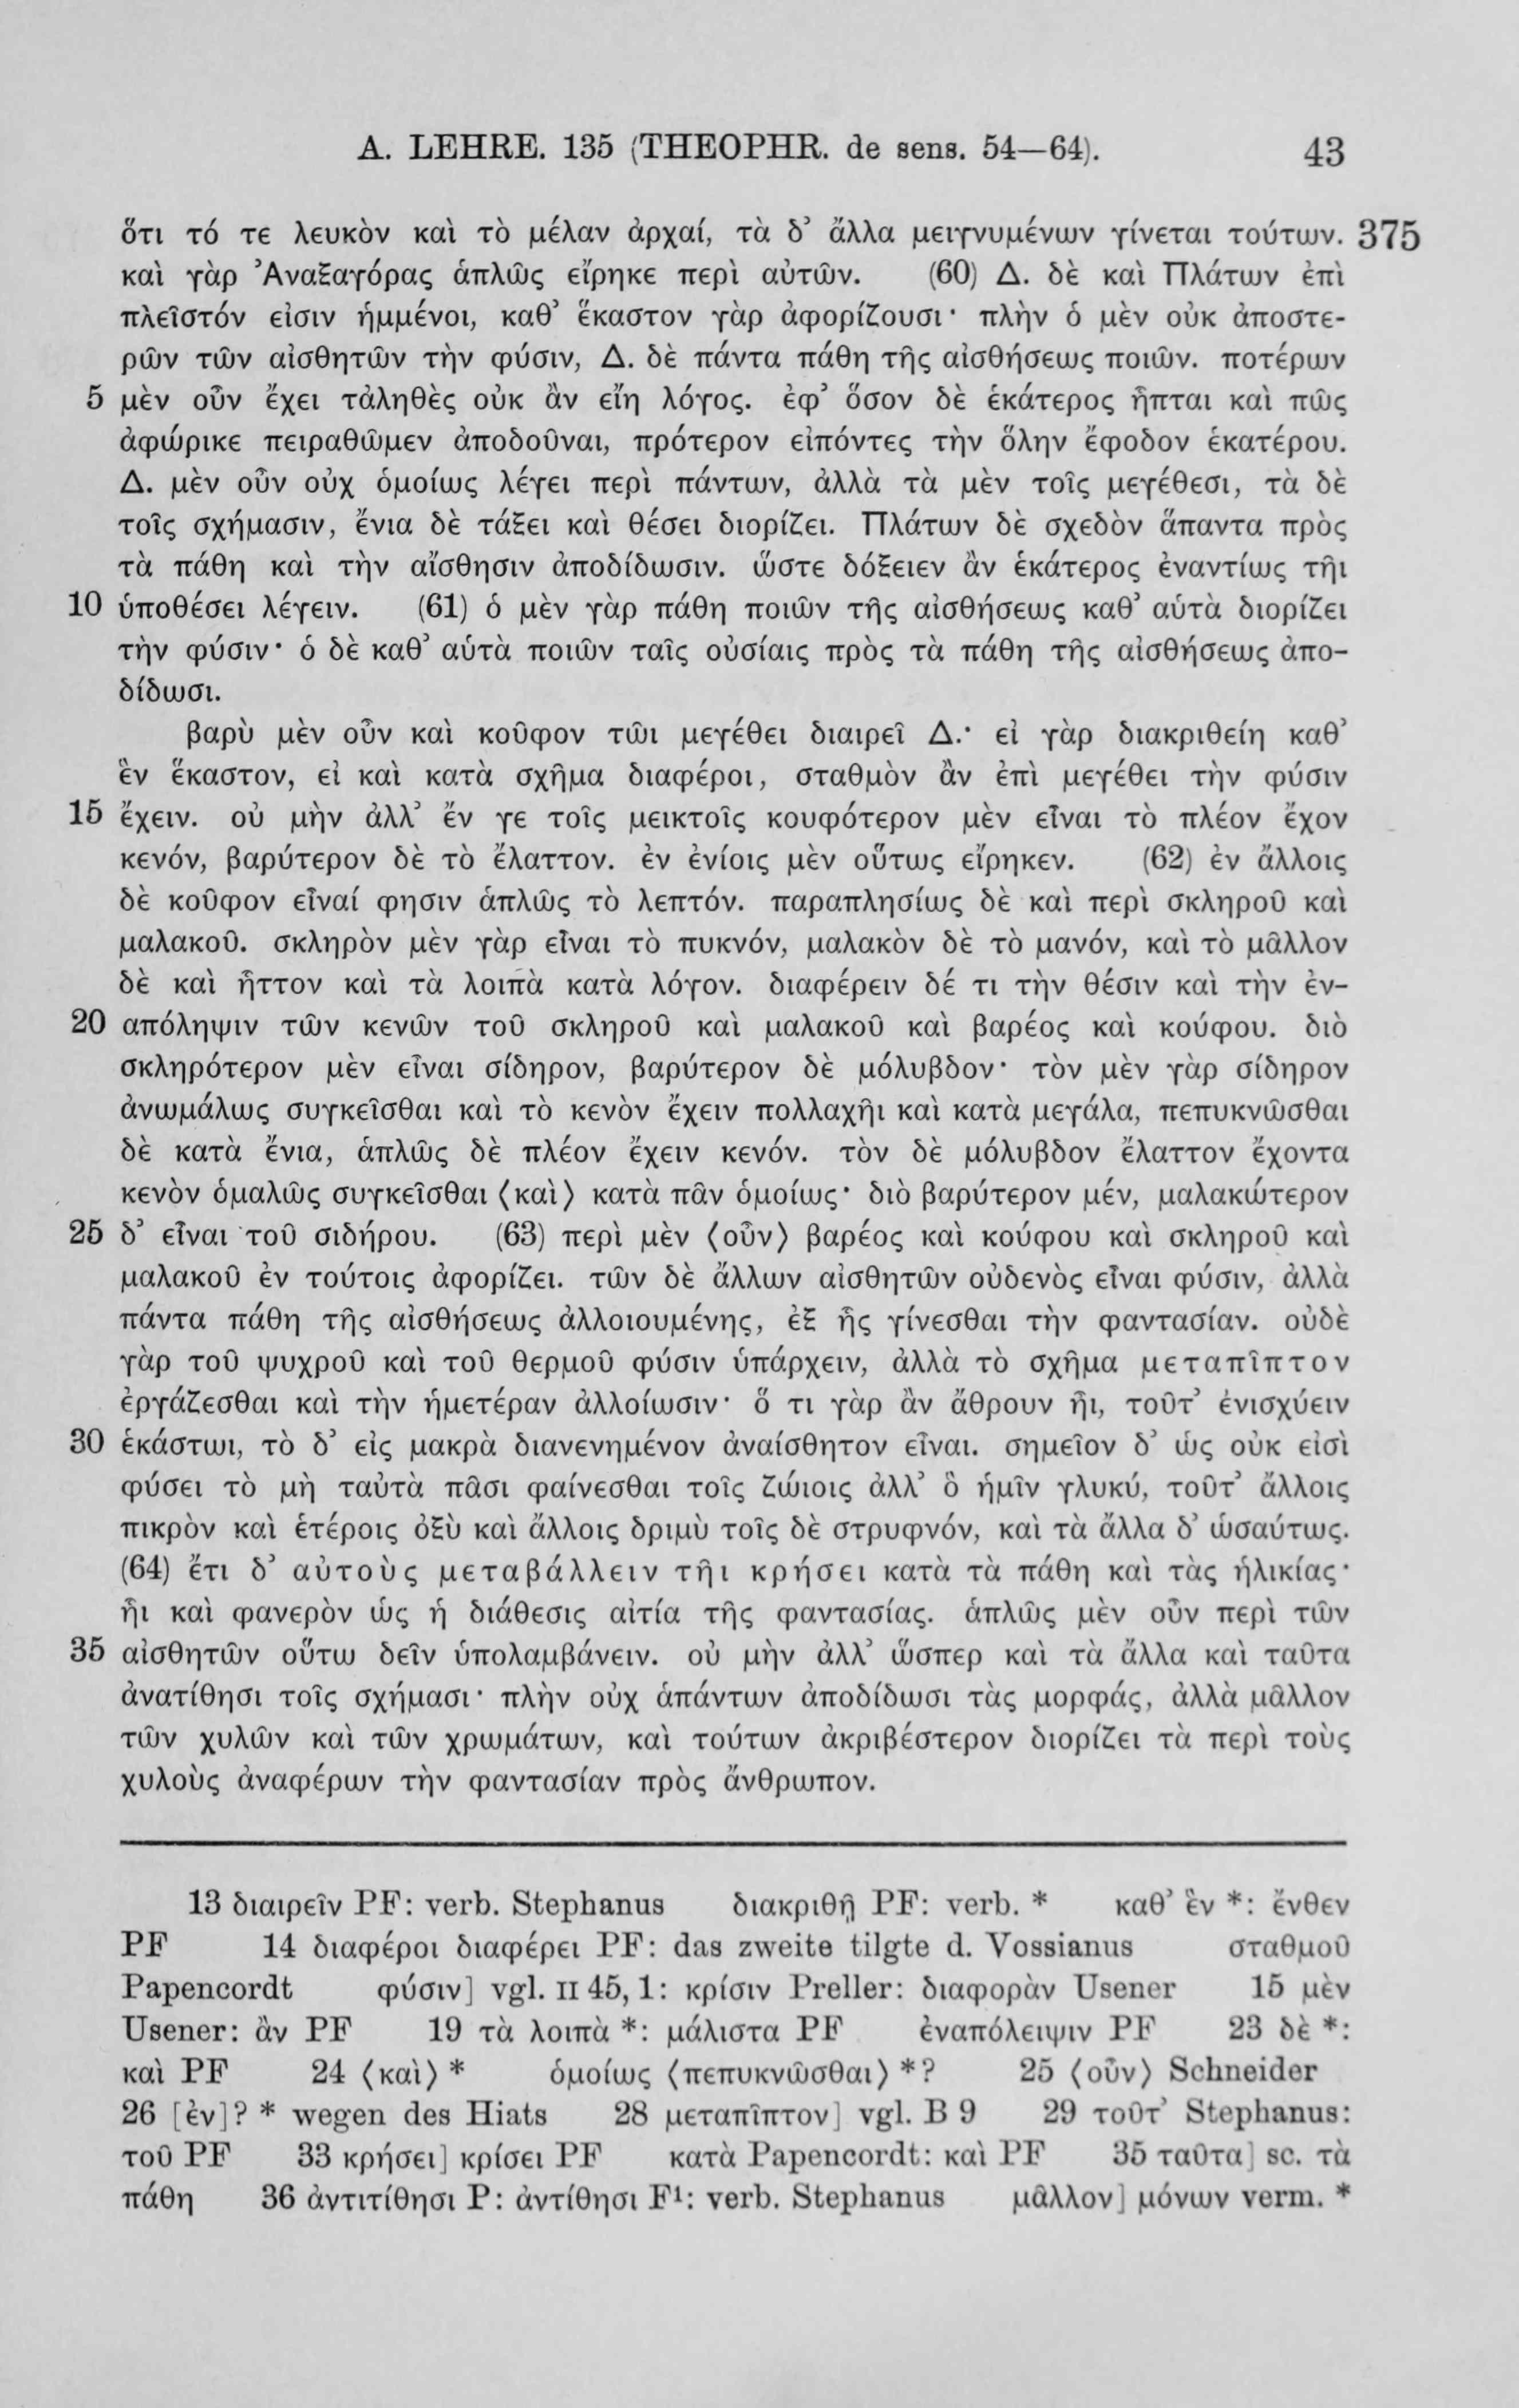 A. LEHRE. 135 (THEOPHR. de sens. 54—64). 43
ὅτι τό τε λευκὸν καὶ τὸ μέλαν ἀρχαί, τὰ δ’ ἄλλα μειγνυμένων γίνεται τούτων. 375
καὶ γὰρ Ἀναξαγόρας ἁπλῶς εἴρηκε περὶ αὐτῶν. (60) Δ. δὲ καὶ Πλάτων ἐπὶ
πλεῖστόν εἰσιν ἡμμένοι, καθ’ ἕκαστον γὰρ ἀφορίζουσι· πλὴν ὁ μὲν οὐκ ἀποστε-
ρῶν τῶν αἰσθητῶν τὴν φύσιν, Δ. δὲ πάντα πάθη τῆς αἰσθήσεως ποιῶν. ποτέρων
5 μὲν οὖν ἔχει τἀληθὲς οὐκ ἂν εἴη λόγος. ἐφ’ ὅσον δὲ ἑκάτερος ἧπται καὶ πῶς
ἀφώρικε πειραθῶμεν ἀποδοῦναι, πρότερον εἰπόντες τὴν ὅλην ἔφοδον ἑκατέρου.
Δ. μὲν οὖν οὐχ ὁμοίως λέγει περὶ πάντων, ἀλλὰ τὰ μὲν τοῖς μεγέθεσι, τὰ δὲ
τοῖς σχήμασιν, ἔνια δὲ τάξει καὶ θέσει διορίζει. Πλάτων δὲ σχεδὸν ἅπαντα πρὸς
τὰ πάθη καὶ τὴν αἴσθησιν ἀποδίδωσιν. ὥστε δόξειεν ἂν ἑκάτερος ἐναντίως τῆι
10 ὑποθέσει λέγειν. (61) ὁ μὲν γὰρ πάθη ποιῶν τῆς αἰσθήσεως καθ’ αὑτὰ διορίζει
τὴν φύσιν· ὁ δὲ καθ’ αὑτὰ ποιῶν ταῖς οὐσίαις πρὸς τὰ πάθη τῆς αἰσθήσεως ἀπο-
δίδωσι.
βαρὺ μὲν οὖν καὶ κοῦφον τῶι μεγέθει διαιρεῖ Δ.· εἰ γὰρ διακριθείη καθ’
ἓν ἕκαστον, εἰ καὶ κατὰ σχῆμα διαφέροι, σταθμὸν ἂν ἐπὶ μεγέθει τὴν φύσιν
15 ἔχειν. οὐ μὴν ἀλλ’ ἔν γε τοῖς μεικτοῖς κουφότερον μὲν εἶναι τὸ πλέον ἔχον
κενόν, βαρύτερον δὲ τὸ ἔλαττον. ἐν ἐνίοις μὲν οὕτως εἴρηκεν. (62) ἐν ἄλλοις
δὲ κοῦφον εἶναί φησιν ἁπλῶς τὸ λεπτόν. παραπλησίως δὲ καὶ περὶ σκληροῦ καὶ
μαλακοῦ. σκληρὸν μὲν γὰρ εἶναι τὸ πυκνόν, μαλακὸν δὲ τὸ μανόν, καὶ τὸ μᾶλλον
δὲ καὶ ἧττον καὶ τὰ λοιπὰ κατὰ λόγον. διαφέρειν δέ τι τὴν θέσιν καὶ τὴν ἐν-
20 απόληψιν τῶν κενῶν τοῦ σκληροῦ καὶ μαλακοῦ καὶ βαρέος καὶ κούφου. διὸ
σκληρότερον μὲν εἶναι σίδηρον, βαρύτερον δὲ μόλυβδον· τὸν μὲν γὰρ σίδηρον
ἀνωμάλως συγκεῖσθαι καὶ τὸ κενὸν ἔχειν πολλαχῆι καὶ κατὰ μεγάλα, πεπυκνῶσθαι
δὲ κατὰ ἔνια, ἁπλῶς δὲ πλέον ἔχειν κενόν. τὸν δὲ μόλυβδον ἔλαττον ἔχοντα
κενὸν ὁμαλῶς συγκεῖσθαι ⟨καὶ⟩ κατὰ πᾶν ὁμοίως· διὸ βαρύτερον μέν, μαλακώτερον
25 δ’ εἶναι τοῦ σιδήρου. (63) περὶ μὲν ⟨οὖν⟩ βαρέος καὶ κούφου καὶ σκληροῦ καὶ
μαλακοῦ ἐν τούτοις ἀφορίζει. τῶν δὲ ἄλλων αἰσθητῶν οὐδενὸς εἶναι φύσιν, ἀλλὰ
πάντα πάθη τῆς αἰσθήσεως ἀλλοιουμένης, ἐξ ἧς γίνεσθαι τὴν φαντασίαν. οὐδὲ
γὰρ τοῦ ψυχροῦ καὶ τοῦ θερμοῦ φύσιν ὑπάρχειν, ἀλλὰ τὸ σχῆμα μεταπῖπτον
ἐργάζεσθαι καὶ τὴν ἡμετέραν ἀλλοίωσιν· ὅ τι γὰρ ἂν ἄθρουν ἦι, τοῦτ’ ἐνισχύειν
30 ἑκάστωι, τὸ δ’ εἰς μακρὰ διανενημένον ἀναίσθητον εἶναι. σημεῖον δ’ ὡς οὐκ εἰσὶ
φύσει τὸ μὴ ταὐτὰ πᾶσι φαίνεσθαι τοῖς ζώιοις ἀλλ’ ὃ ἡμῖν γλυκύ, τοῦτ’ ἄλλοις
πικρὸν καὶ ἑτέροις ὀξὺ καὶ ἄλλοις δριμὺ τοῖς δὲ στρυφνόν, καὶ τὰ ἄλλα δ’ ὡσαύτως.
(64) ἔτι δ’ αὐτοὺς μεταβάλλειν τῆι κρήσει κατὰ τὰ πάθη καὶ τὰς ἡλικίας·
ἧι καὶ φανερὸν ὡς ἡ διάθεσις αἰτία τῆς φαντασίας. ἁπλῶς μὲν οὖν περὶ τῶν
35 αἰσθητῶν οὕτω δεῖν ὑπολαμβάνειν. οὐ μὴν ἀλλ’ ὥσπερ καὶ τὰ ἄλλα καὶ ταῦτα
ἀνατίθησι τοῖς σχήμασι· πλὴν οὐχ ἁπάντων ἀποδίδωσι τὰς μορφάς, ἀλλὰ μᾶλλον
τῶν χυλῶν καὶ τῶν χρωμάτων, καὶ τούτων ἀκριβέστερον διορίζει τὰ περὶ τοὺς
χυλοὺς ἀναφέρων τὴν φαντασίαν πρὸς ἄνθρωπον.
13 διαιρεῖν PF: verb. Stephanus διακριθῇ PF: verb. * καθ’ ἓν *: ἔνθεν
PF 14 διαφέροι διαφέρει PF: das zweite tilgte d. Vossianus σταθμοῦ
Papencordt φύσιν] vgl. II 45, 1: κρίσιν Preller: διαφορὰν Usener 15 μὲν
Usener: ἂν PF 19 τὰ λοιπὰ *: μάλιστα PF ἐναπόλειψιν PF 23 δὲ *:
καὶ PF 24 ⟨καὶ⟩ * ὁμοίως ⟨πεπυκνῶσθαι⟩ *? 25 ⟨οὖν⟩ Schneider
26 [ἐν]? * wegen des Hiats 28 μεταπῖπτον] vgl. B 9 29 τοῦτ’ Stephanus:
τοῦ PF 33 κρήσει] κρίσει PF κατὰ Papencordt: καὶ PF 35 ταῦτα] sc. τὰ
πάθη 36 ἀντιτίθησι P: ἀντίθησι F¹: verb. Stephanus μᾶλλον] μόνων verm. *